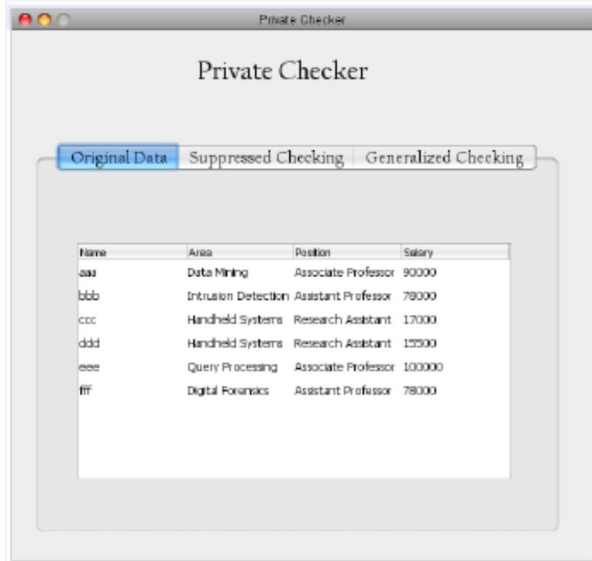 Private Checker
Private Checker
Original Data Suppressed Checking Generalized Checking
Name Area Position Salary
aaa Data Mining Associate Professor 90000
bbb Intrusion Detection Assistant Professor 78000
ccc Handheld Systems Research Assistant 17000
ddd Handheld Systems Research Assistant 15500
eee Query Processing Associate Professor 100000
fff Digital Forensics Assistant Professor 78000